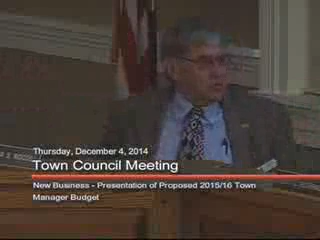 Thursday, December 4, 2014
Town Council Meeting
New Business - Presentation of Proposed 2015/16 Town
Manager Budget